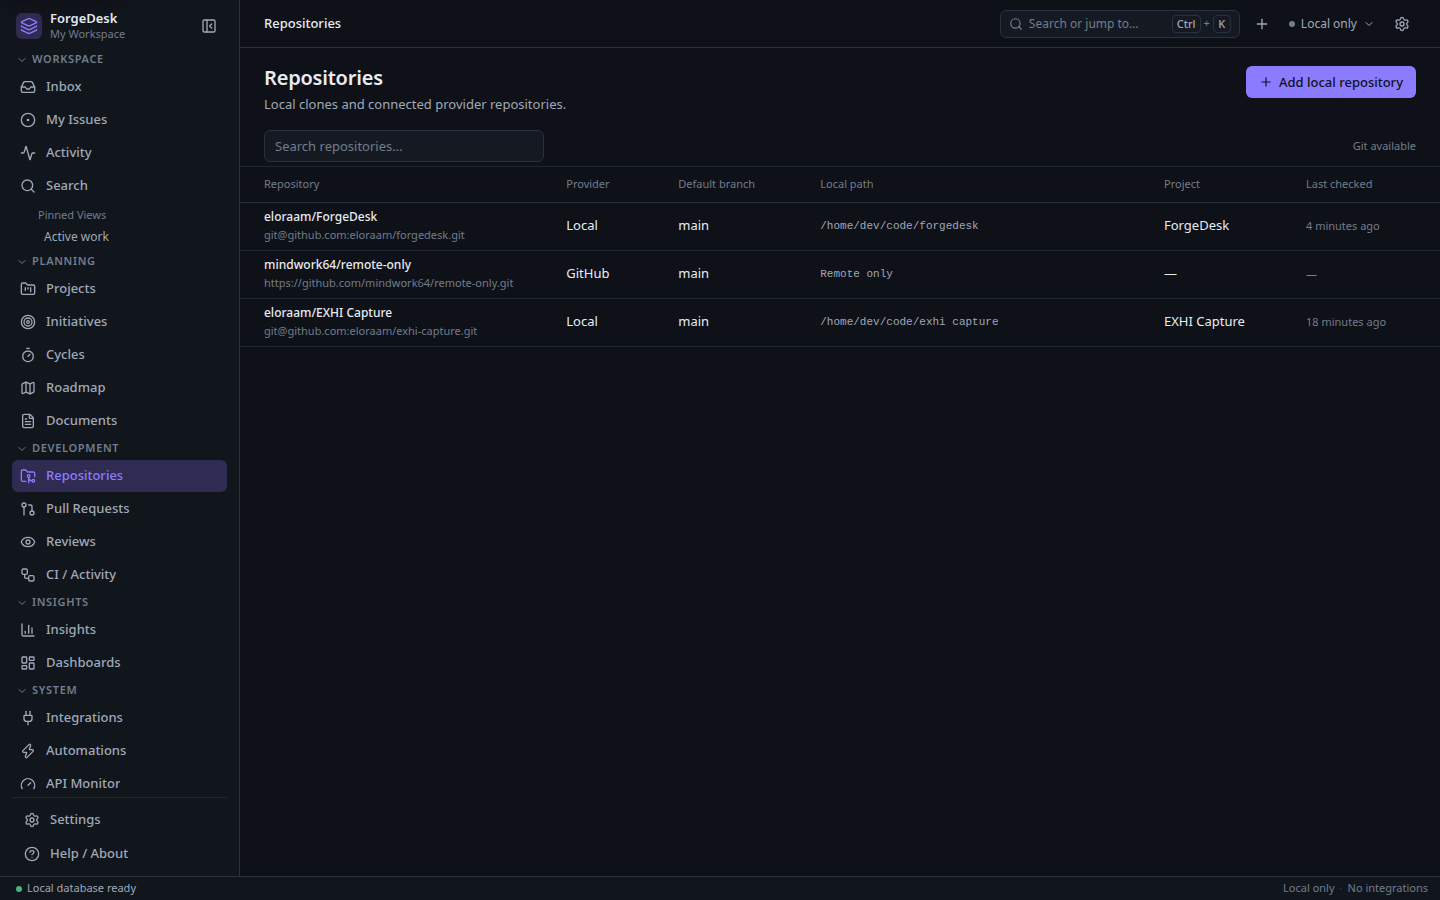 ForgeDesk
My Workspace
WORKSPACE
Inbox
My Issues
Activity
Search
Pinned Views
Active work
PLANNING
Projects
Initiatives
Cycles
Roadmap
Documents
DEVELOPMENT
Repositories
Pull Requests
Reviews
CI / Activity
INSIGHTS
Insights
Dashboards
SYSTEM
Integrations
Automations
API Monitor
Settings
Help / About
Repositories
Search or jump to... Ctrl + K
Local only
Repositories
Local clones and connected provider repositories.
Add local repository
Search repositories...
Git available
Repository Provider Default branch Local path Project Last checked
eloraam/ForgeDesk
git@github.com:eloraam/forgedesk.git
Local main /home/dev/code/forgedesk ForgeDesk 4 minutes ago
mindwork64/remote-only
https://github.com/mindwork64/remote-only.git
GitHub main Remote only — —
eloraam/EXHI Capture
git@github.com:eloraam/exhi-capture.git
Local main /home/dev/code/exhi capture EXHI Capture 18 minutes ago
Local database ready
Local only · No integrations